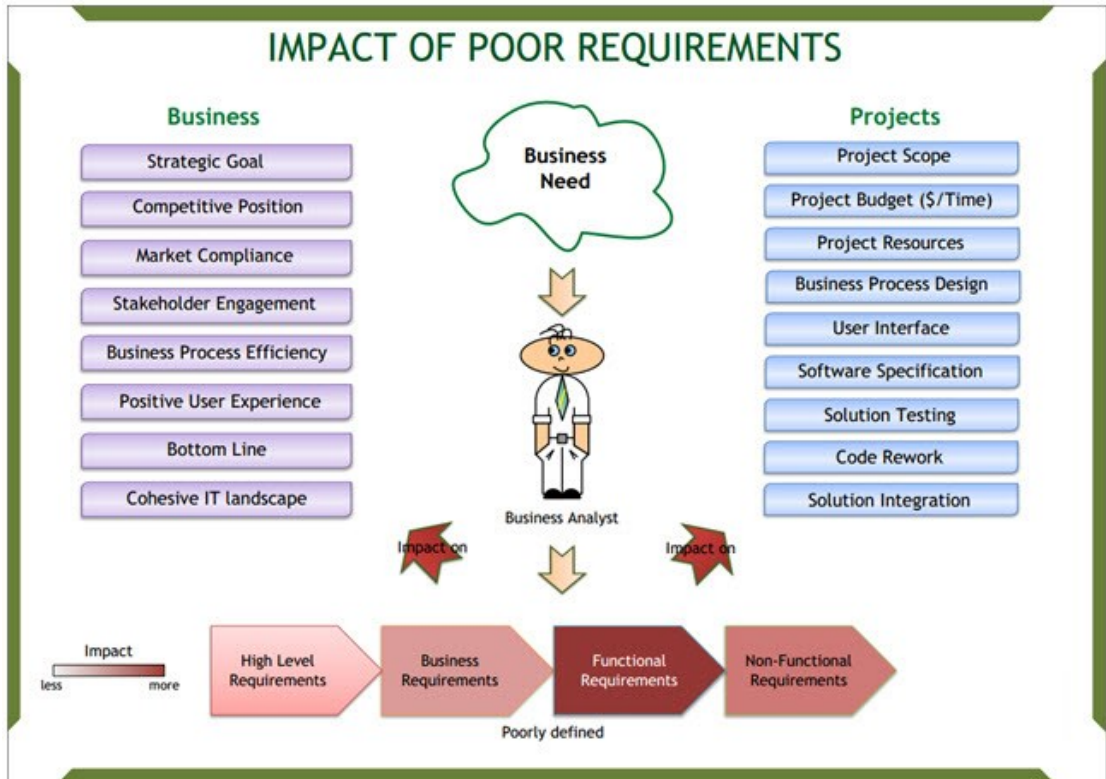 IMPACT OF POOR REQUIREMENTS
Business
Strategic Goal
Competitive Position
Market Compliance
Stakeholder Engagement
Business Process Efficiency
Positive User Experience
Bottom Line
Cohesive IT landscape
Business
Need
Business Analyst
Projects
Project Scope
Project Budget ($/Time)
Project Resources
Business Process Design
User Interface
Software Specification
Solution Testing
Code Rework
Solution Integration
Impact on
Impact on
Impact
less
more
High Level
Requirements
Business
Requirements
Functional
Requirements
Non-Functional
Requirements
Poorly defined